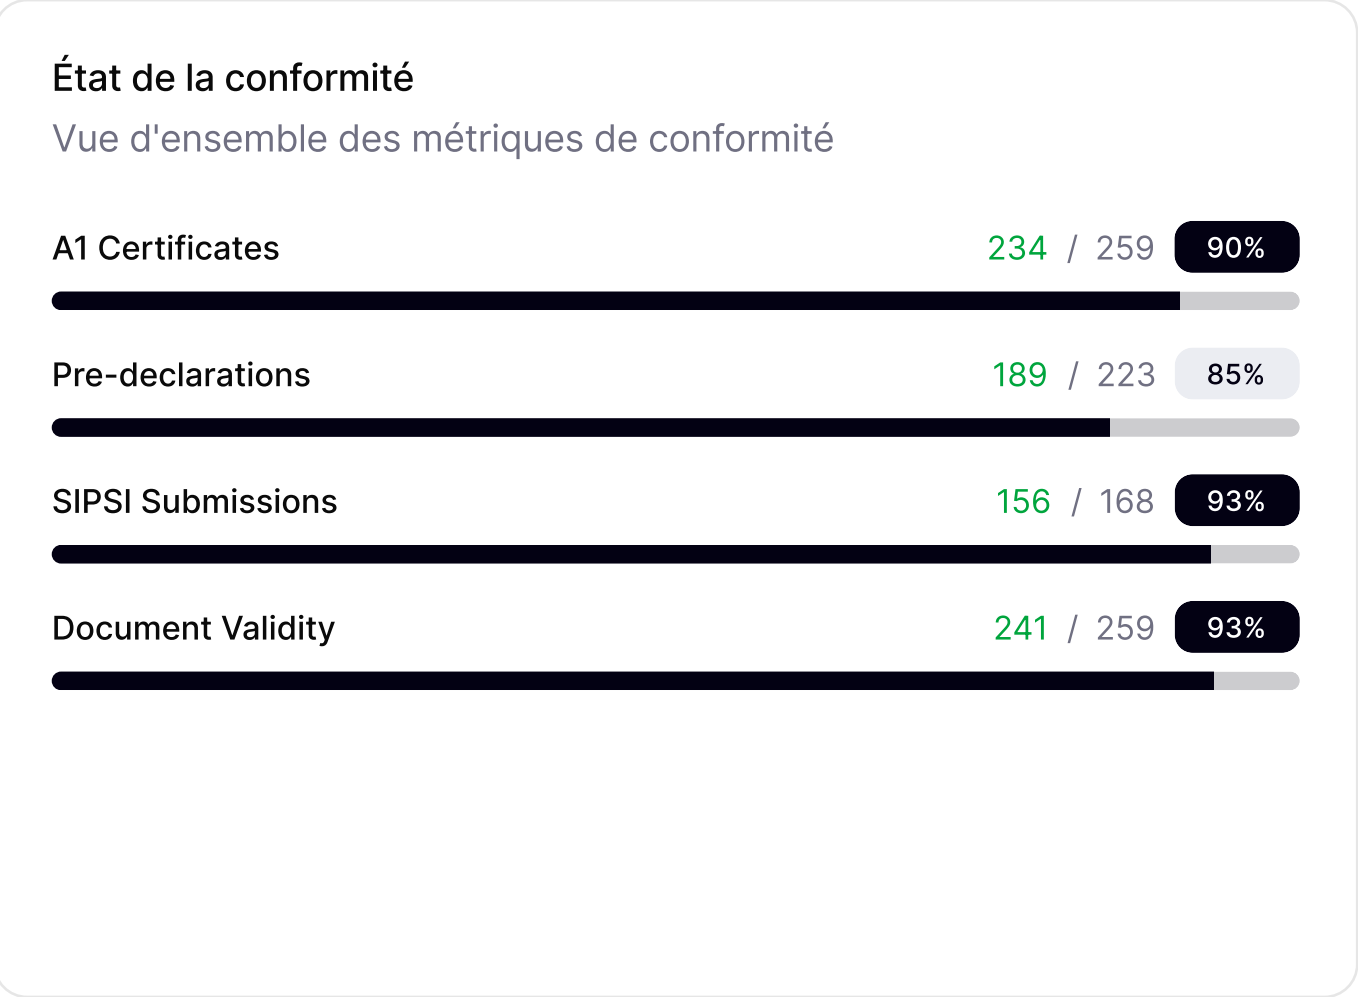 État de la conformité
Vue d'ensemble des métriques de conformité
A1 Certificates 234 / 259 90%
Pre-declarations 189 / 223 85%
SIPSI Submissions 156 / 168 93%
Document Validity 241 / 259 93%